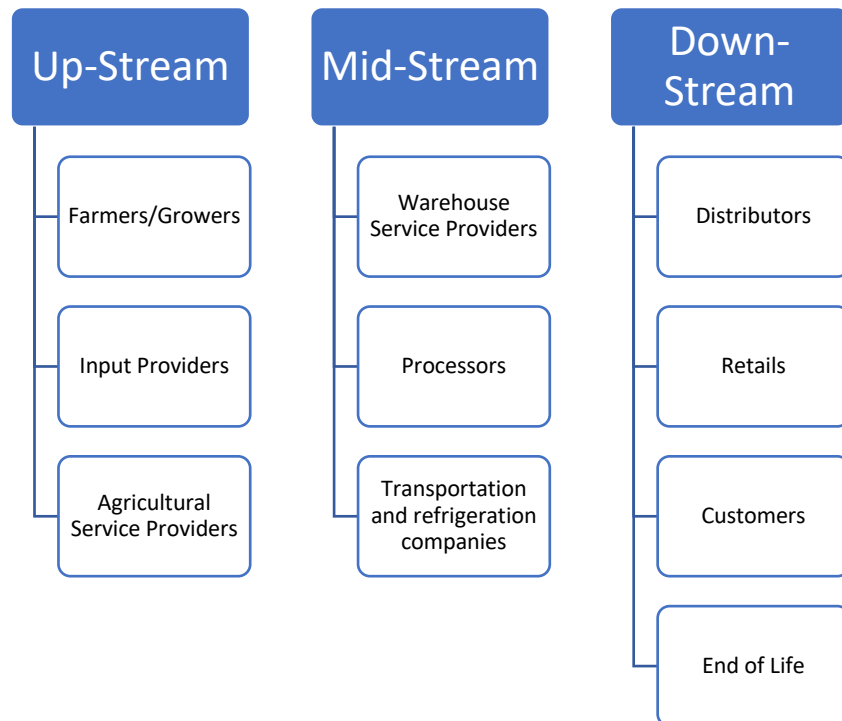 Up-Stream
Farmers/Growers
Input Providers
Agricultural
Service Providers
Mid-Stream
Warehouse
Service Providers
Processors
Transportation
and refrigeration
companies
Down-
Stream
Distributors
Retails
Customers
End of Life